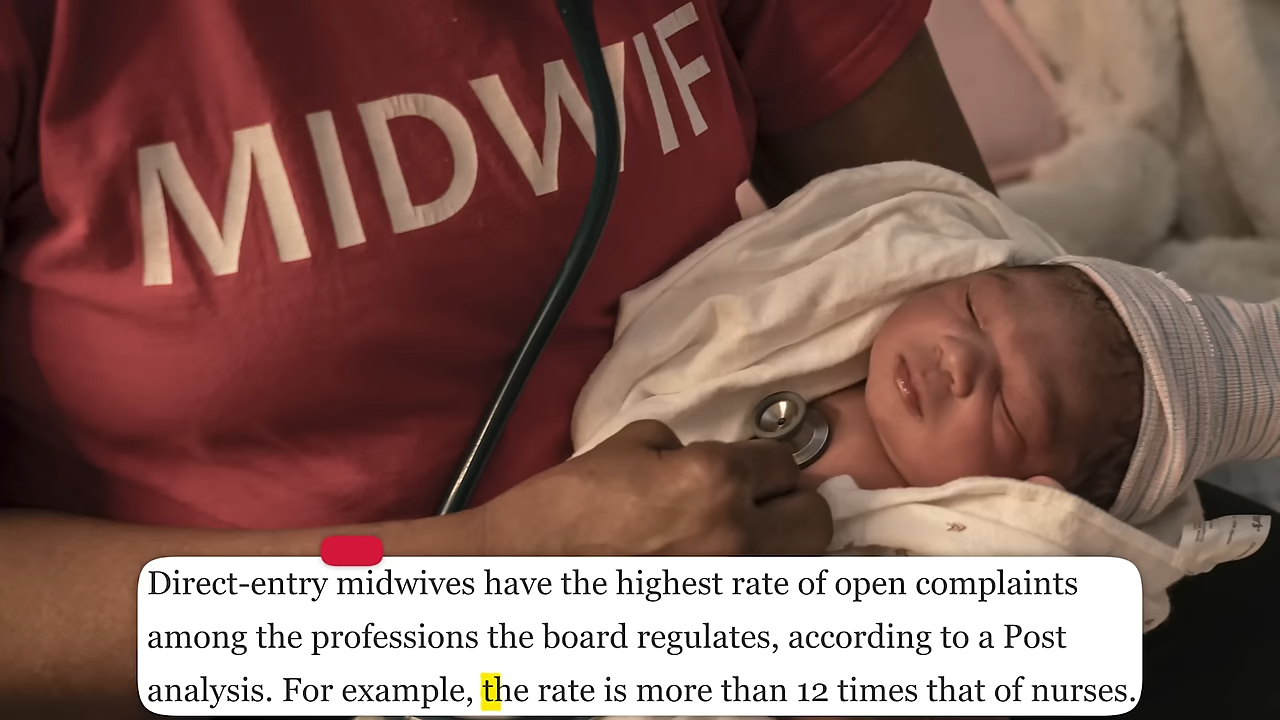 MIDWIF
Direct-entry midwives have the highest rate of open complaints
among the professions the board regulates, according to a Post
analysis. For example, the rate is more than 12 times that of nurses.